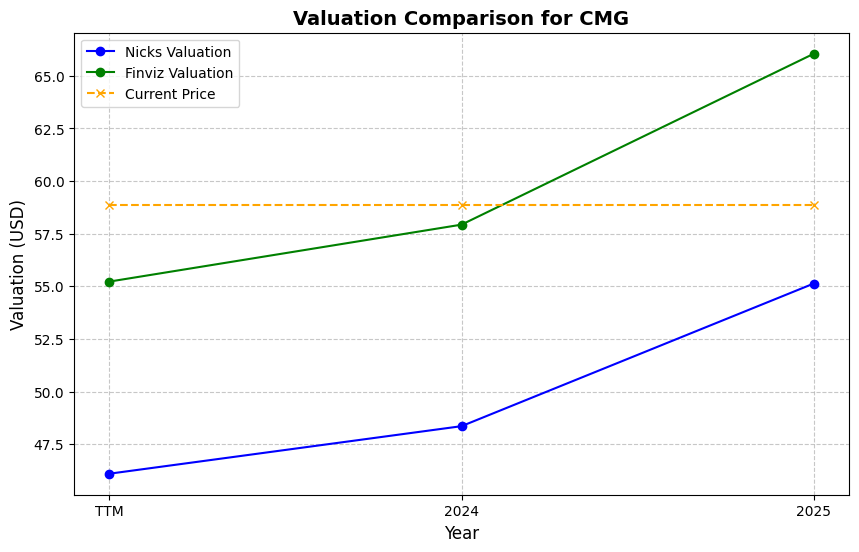 Valuation Comparison for CMG
Nicks Valuation
Finviz Valuation
Current Price
Valuation (USD)
65.0
62.5
60.0
57.5
55.0
52.5
50.0
47.5
TTM
2024
2025
Year